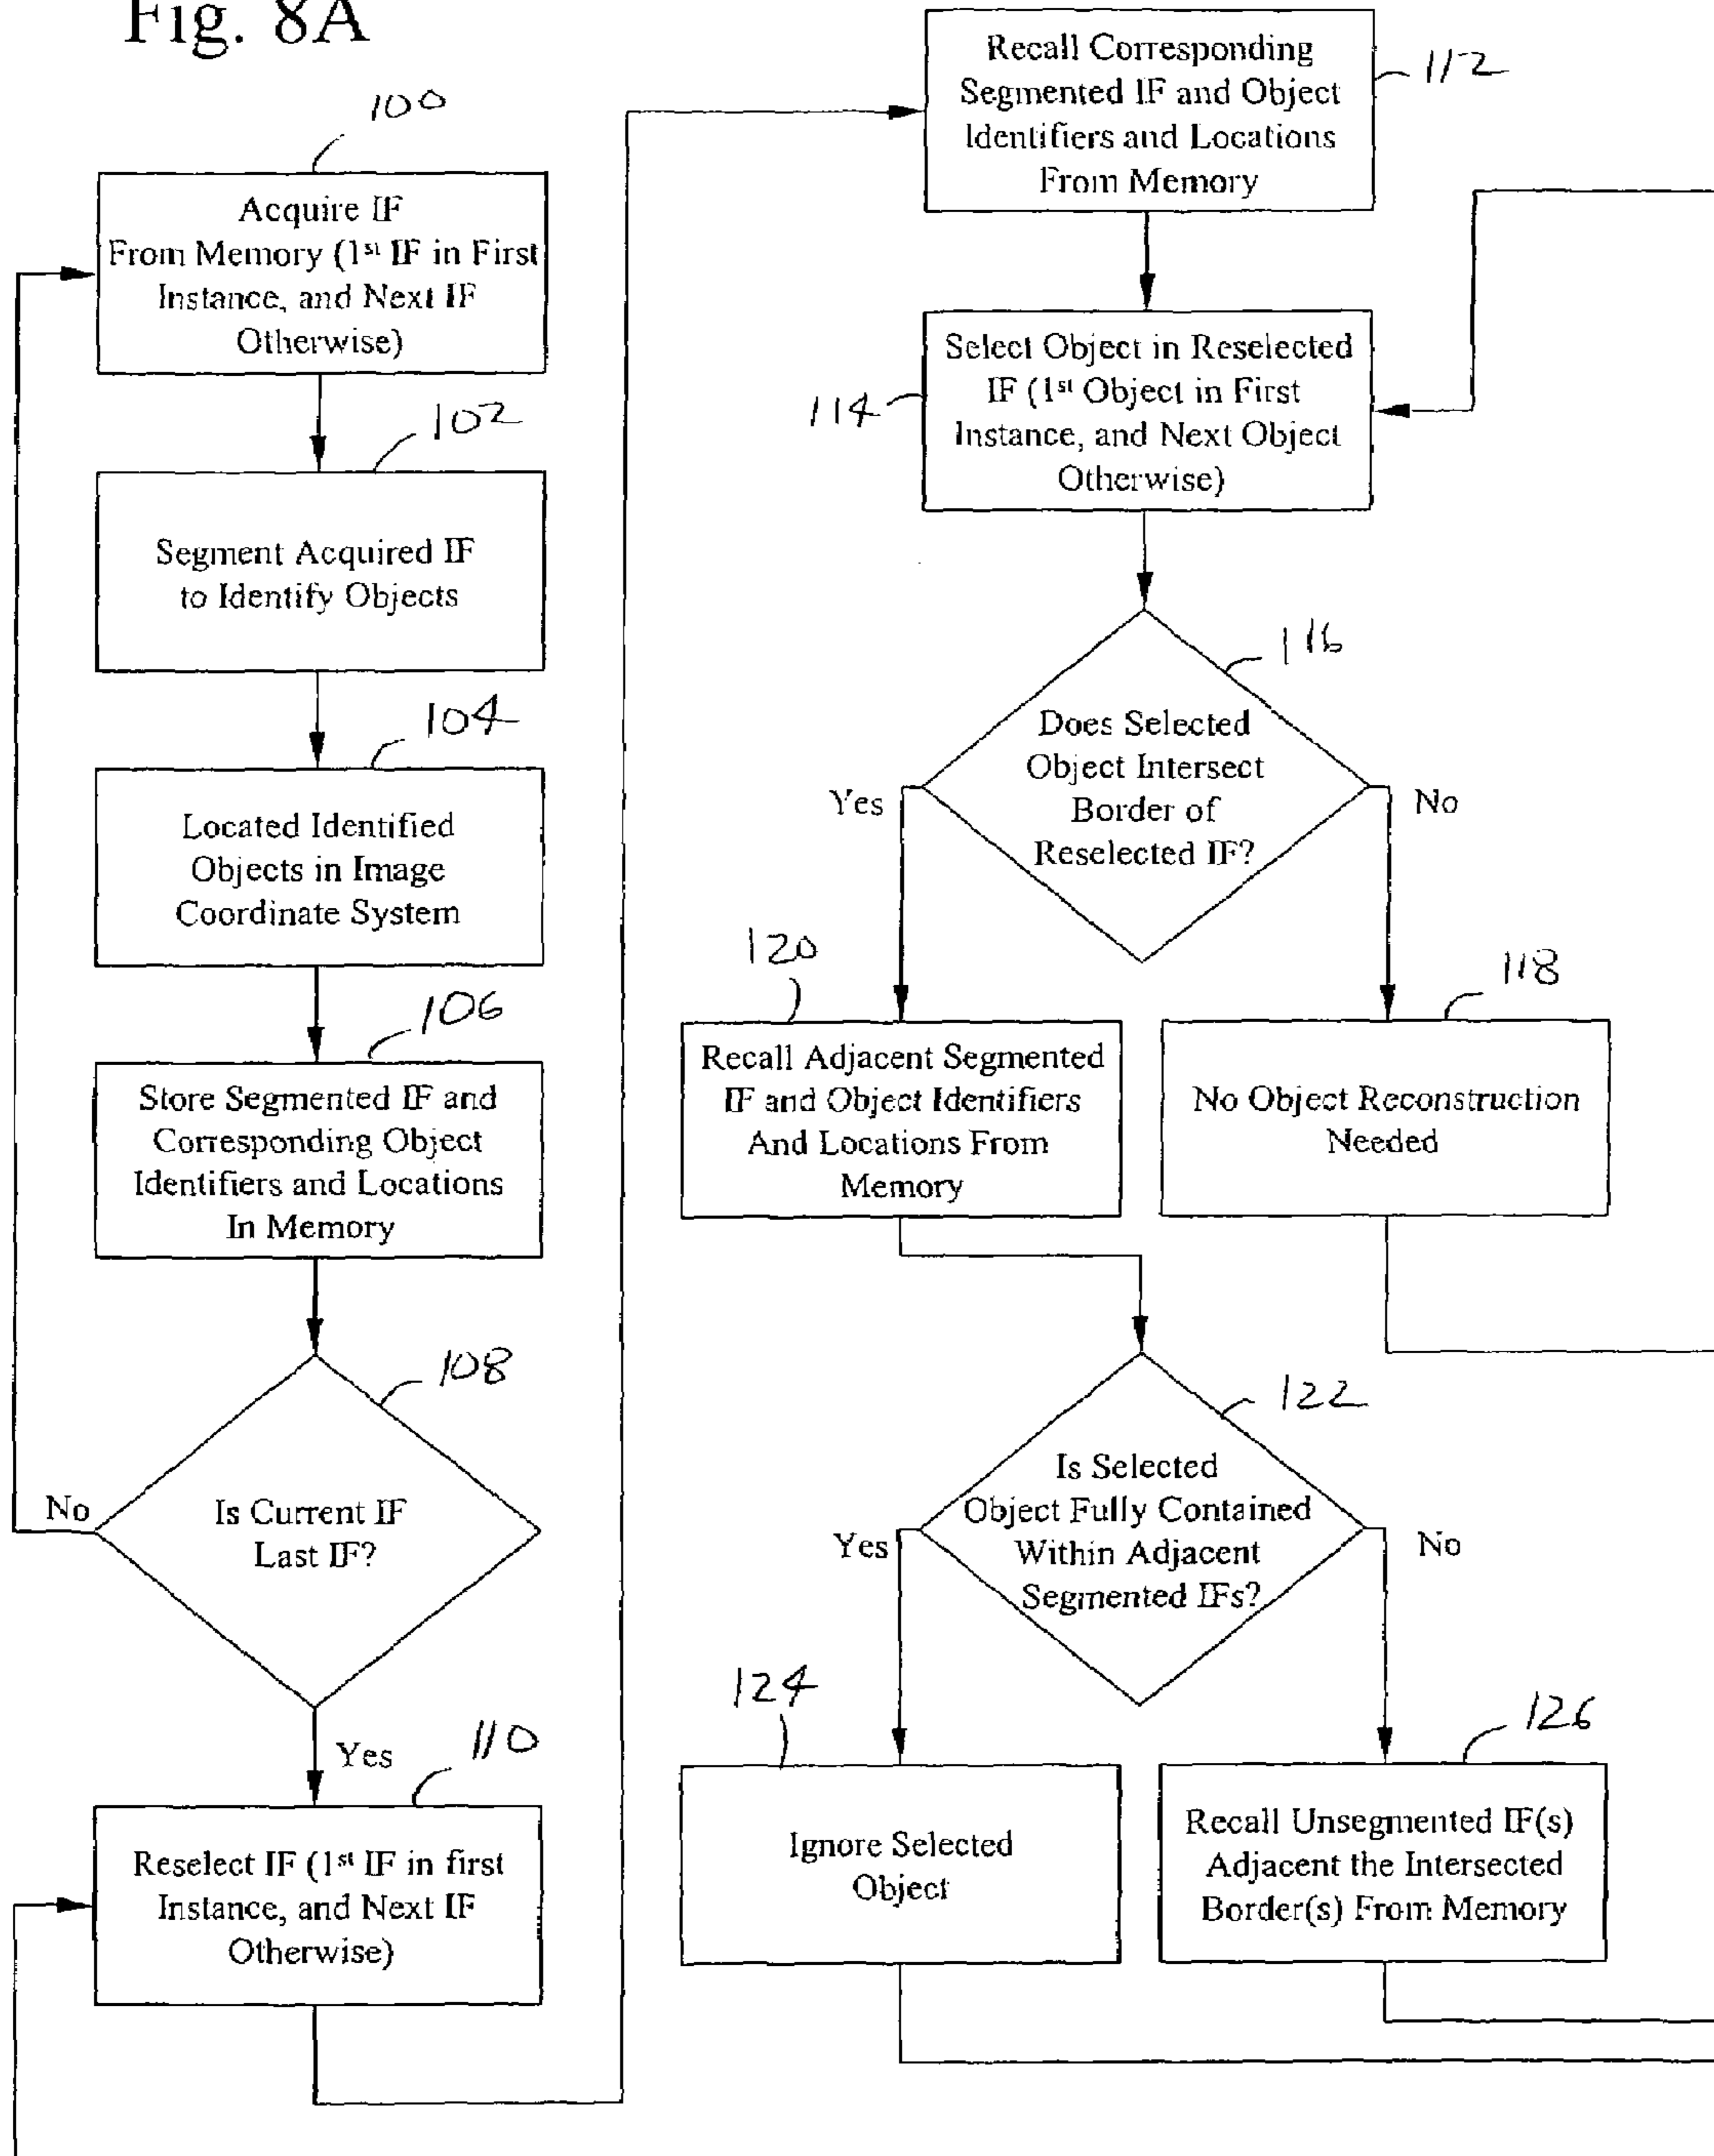 Fig. 8A
100
Acquire IF
From Memory (1st IF in First
Instance, and Next IF
Otherwise)
102
Segment Acquired IF
to Identify Objects
104
Located Identified
Objects in Image
Coordinate System
106
Store Segmented IF and
Corresponding Object
Identifiers and Locations
In Memory
108
Is Current IF
Last IF?
No
Yes
110
Reselect IF (1st IF in first
Instance, and Next IF
Otherwise)
112
Recall Corresponding
Segmented IF and Object
Identifiers and Locations
From Memory
114
Select Object in Reselected
IF (1st Object in First
Instance, and Next Object
Otherwise)
116
Does Selected
Object Intersect
Border of
Reselected IF?
Yes
No
120
Recall Adjacent Segmented
IF and Object Identifiers
And Locations From
Memory
118
No Object Reconstruction
Needed
122
Is Selected
Object Fully Contained
Within Adjacent
Segmented IFs?
Yes
No
124
Ignore Selected
Object
126
Recall Unsegmented IF(s)
Adjacent the Intersected
Border(s) From Memory